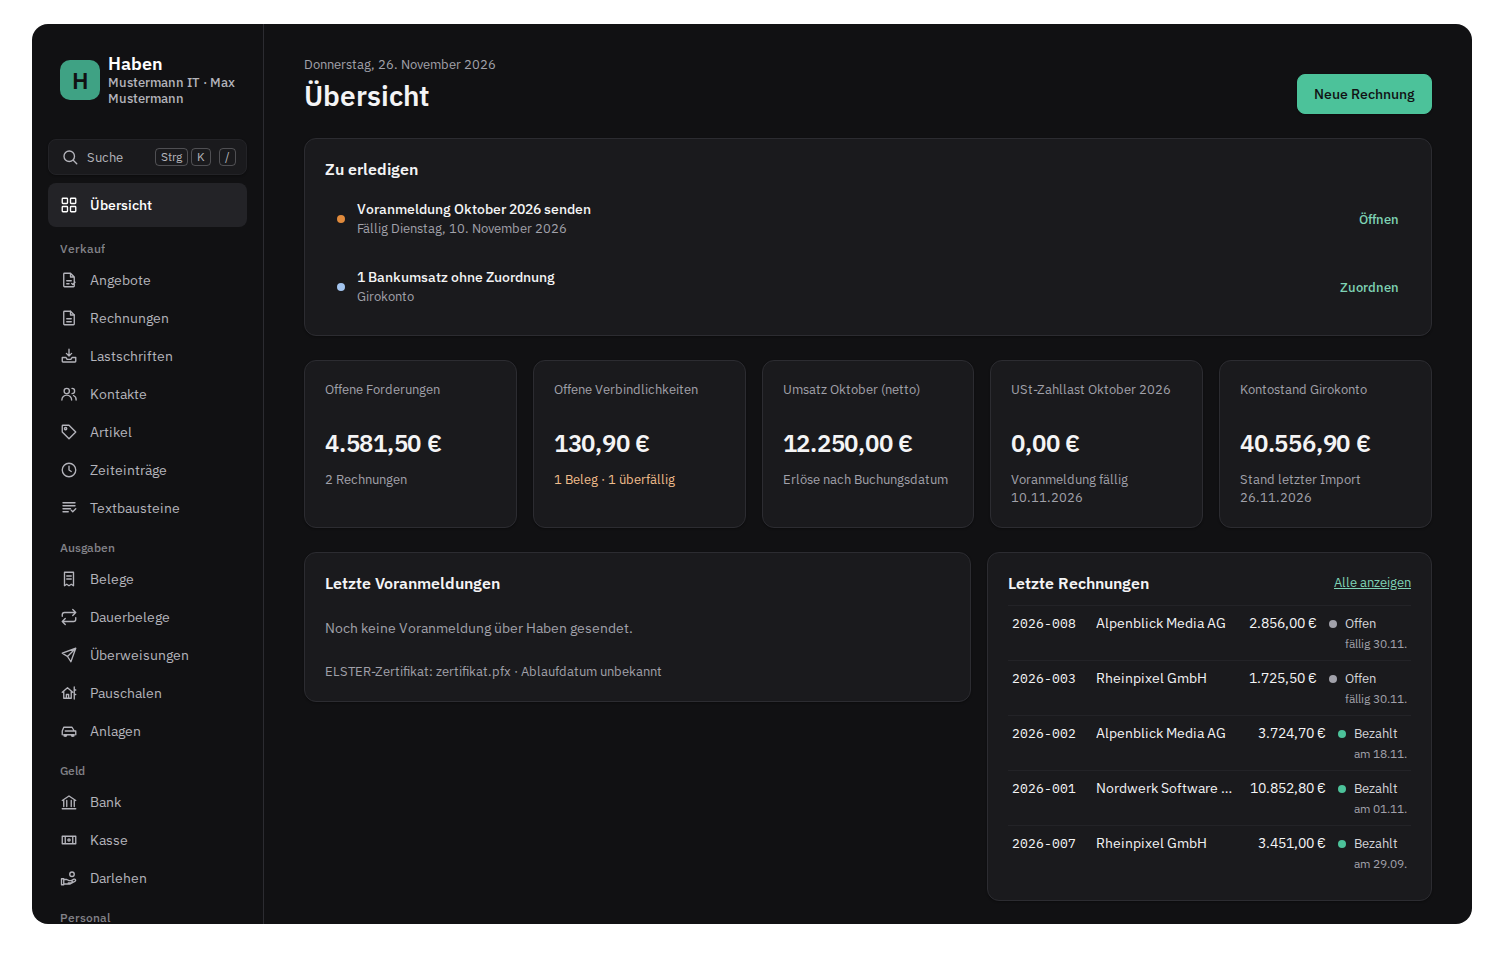 H
Haben
Mustermann IT · Max
Mustermann
Suche
Strg K /
Übersicht
Verkauf
Angebote
Rechnungen
Lastschriften
Kontakte
Artikel
Zeiteinträge
Textbausteine
Ausgaben
Belege
Dauerbelege
Überweisungen
Pauschalen
Anlagen
Geld
Bank
Kasse
Darlehen
Personal
Donnerstag, 26. November 2026
Übersicht
Neue Rechnung
Zu erledigen
Voranmeldung Oktober 2026 senden
Fällig Dienstag, 10. November 2026
Öffnen
1 Bankumsatz ohne Zuordnung
Girokonto
Zuordnen
Offene Forderungen
4.581,50 €
2 Rechnungen
Offene Verbindlichkeiten
130,90 €
1 Beleg · 1 überfällig
Umsatz Oktober (netto)
12.250,00 €
Erlöse nach Buchungsdatum
USt-Zahllast Oktober 2026
0,00 €
Voranmeldung fällig
10.11.2026
Kontostand Girokonto
40.556,90 €
Stand letzter Import
26.11.2026
Letzte Voranmeldungen
Noch keine Voranmeldung über Haben gesendet.
ELSTER-Zertifikat: zertifikat.pfx · Ablaufdatum unbekannt
Letzte Rechnungen
Alle anzeigen
2026-008 Alpenblick Media AG 2.856,00 € Offen
fällig 30.11.
2026-003 Rheinpixel GmbH 1.725,50 € Offen
fällig 30.11.
2026-002 Alpenblick Media AG 3.724,70 € Bezahlt
am 18.11.
2026-001 Nordwerk Software ... 10.852,80 € Bezahlt
am 01.11.
2026-007 Rheinpixel GmbH 3.451,00 € Bezahlt
am 29.09.